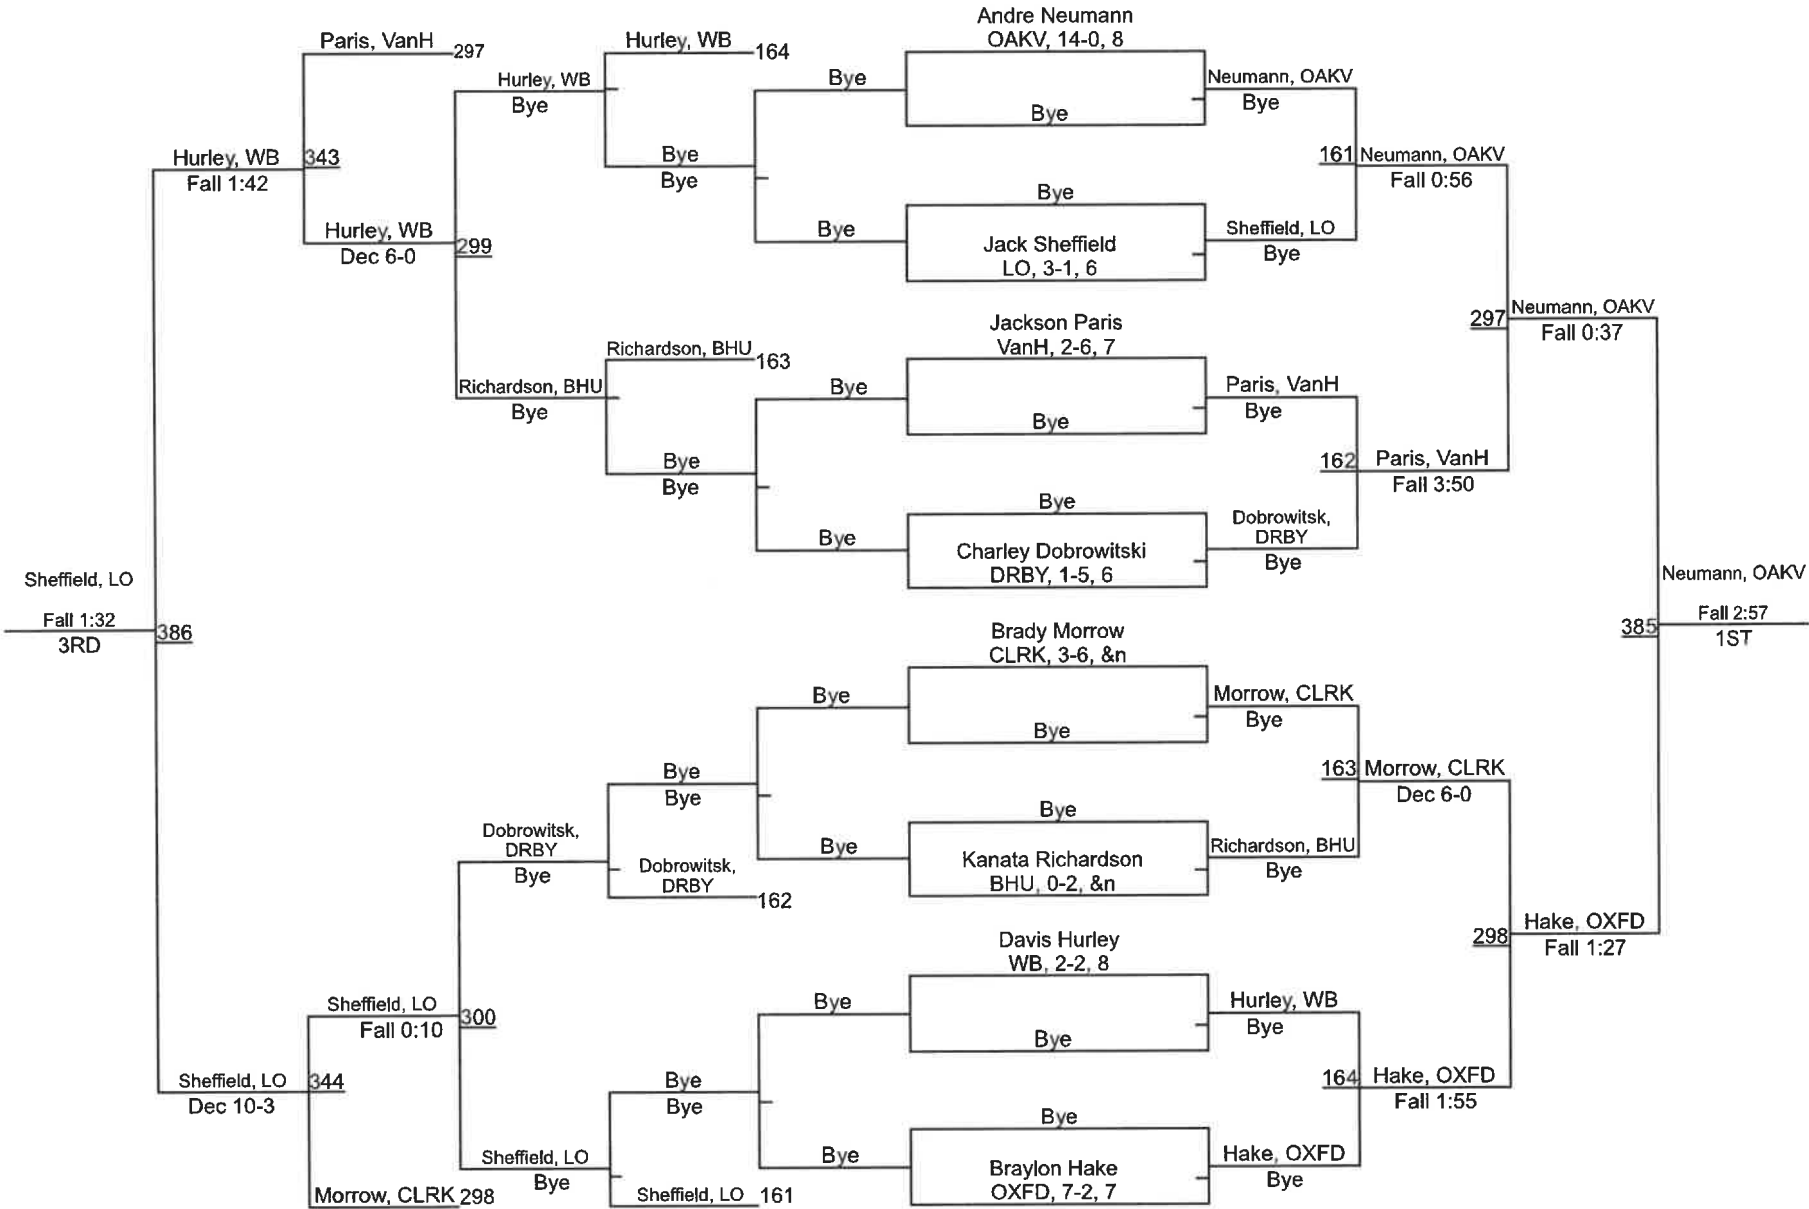 Andre Neumann
OAKV, 14-0, 8
Paris, VanH
297
Hurley, WB
164
Hurley, WB
Bye
Bye
Bye
Neumann, OAKV
Bye
Hurley, WB
343
Fall 1:42
Bye
Bye
161
Neumann, OAKV
Fall 0:56
Hurley, WB
299
Dec 6-0
Bye
Bye
Jack Sheffield
LO, 3-1, 6
Sheffield, LO
Bye
Jackson Paris
VanH, 2-6, 7
297
Neumann, OAKV
Fall 0:37
Richardson, BHU
163
Richardson, BHU
Bye
Bye
Bye
Paris, VanH
Bye
Bye
Bye
162
Paris, VanH
Fall 3:50
Bye
Bye
Charley Dobrowitski
DRBY, 1-5, 6
Dobrowitsk,
DRBY
Bye
Sheffield, LO
Fall 1:32
3RD
386
Neumann, OAKV
385
Fall 2:57
1ST
Brady Morrow
CLRK, 3-6, &n
Bye
Bye
Morrow, CLRK
Bye
Bye
Bye
163
Morrow, CLRK
Dec 6-0
Dobrowitsk,
DRBY
Bye
Dobrowitsk,
DRBY
162
Bye
Bye
Kanata Richardson
BHU, 0-2, &n
Richardson, BHU
Bye
298
Hake, OXFD
Fall 1:27
Davis Hurley
WB, 2-2, 8
Sheffield, LO
300
Fall 0:10
Bye
Bye
Hurley, WB
Bye
Sheffield, LO
344
Dec 10-3
Bye
Bye
164
Hake, OXFD
Fall 1:55
Sheffield, LO
Bye
Bye
Bye
Braylon Hake
OXFD, 7-2, 7
Hake, OXFD
Bye
Morrow, CLRK
298
Sheffield, LO
161